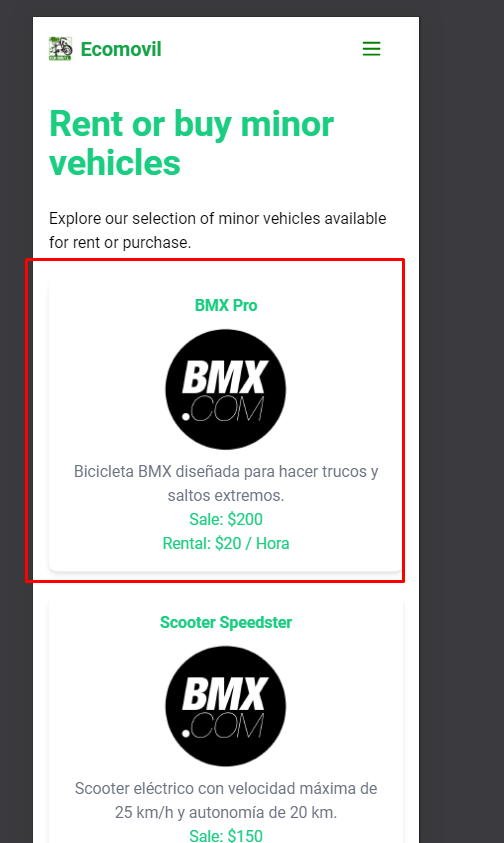 Ecomovil
Rent or buy minor
vehicles
Explore our selection of minor vehicles available
for rent or purchase.
BMX Pro
BMX
.COM
Bicicleta BMX diseñada para hacer trucos y
saltos extremos.
Sale: $200
Rental: $20 / Hora
Scooter Speedster
BMX
.COM
Scooter eléctrico con velocidad máxima de
25 km/h y autonomía de 20 km.
Sale: $150